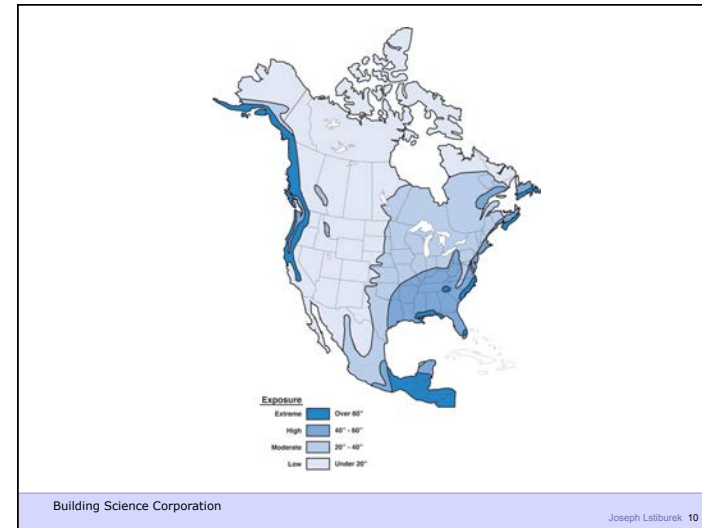 Exposure
Extreme Over 60"
High 40" - 60"
Moderate 20" - 40"
Low Under 20"
Building Science Corporation
Joseph Lstiburek 10